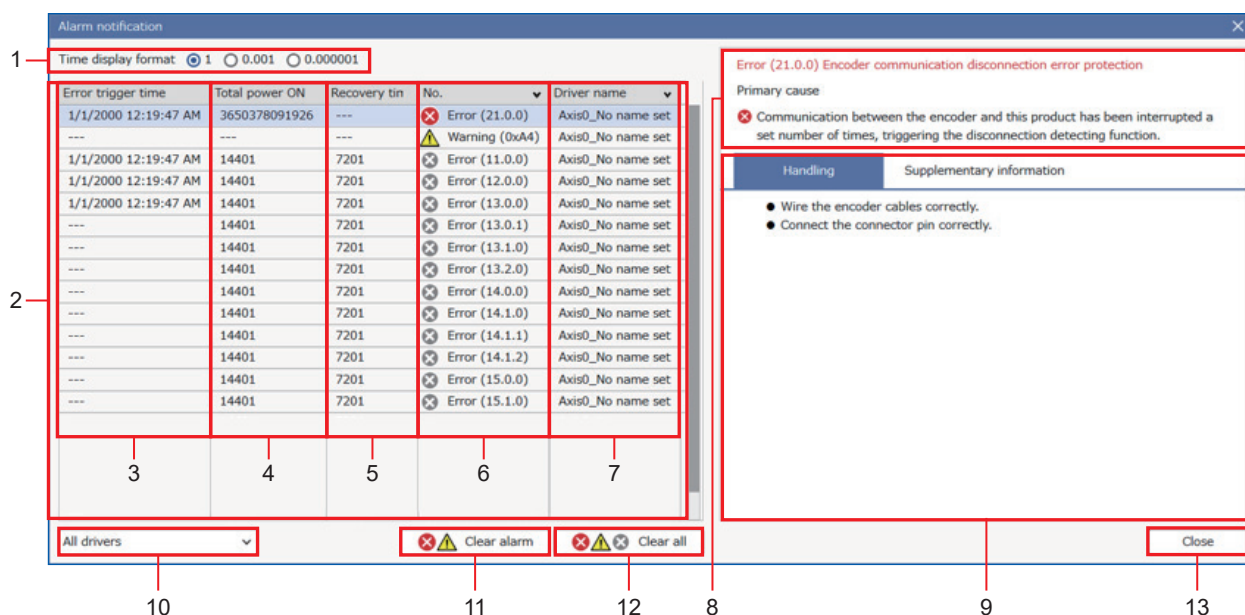 Alarm notification
1 Time display format 1 0.001 0.000001
Error trigger time Total power ON Recovery tin No. Driver name
1/1/2000 12:19:47 AM 3650378091926 --- Error (21.0.0) Axis0_No name set
--- --- --- Warning (0xA4) Axis0_No name set
1/1/2000 12:19:47 AM 14401 7201 Error (11.0.0) Axis0_No name set
1/1/2000 12:19:47 AM 14401 7201 Error (12.0.0) Axis0_No name set
1/1/2000 12:19:47 AM 14401 7201 Error (13.0.0) Axis0_No name set
--- 14401 7201 Error (13.0.1) Axis0_No name set
--- 14401 7201 Error (13.1.0) Axis0_No name set
--- 14401 7201 Error (13.2.0) Axis0_No name set
2
--- 14401 7201 Error (14.0.0) Axis0_No name set
--- 14401 7201 Error (14.1.0) Axis0_No name set
--- 14401 7201 Error (14.1.1) Axis0_No name set
--- 14401 7201 Error (14.1.2) Axis0_No name set
--- 14401 7201 Error (15.0.0) Axis0_No name set
--- 14401 7201 Error (15.1.0) Axis0_No name set
3 4 5 6 7
Error (21.0.0) Encoder communication disconnection error protection
Primary cause
Communication between the encoder and this product has been interrupted a
set number of times, triggering the disconnection detecting function.
Handling Supplementary information
● Wire the encoder cables correctly.
● Connect the connector pin correctly.
All drivers Clear alarm Clear all Close
10 11 12 8 9 13